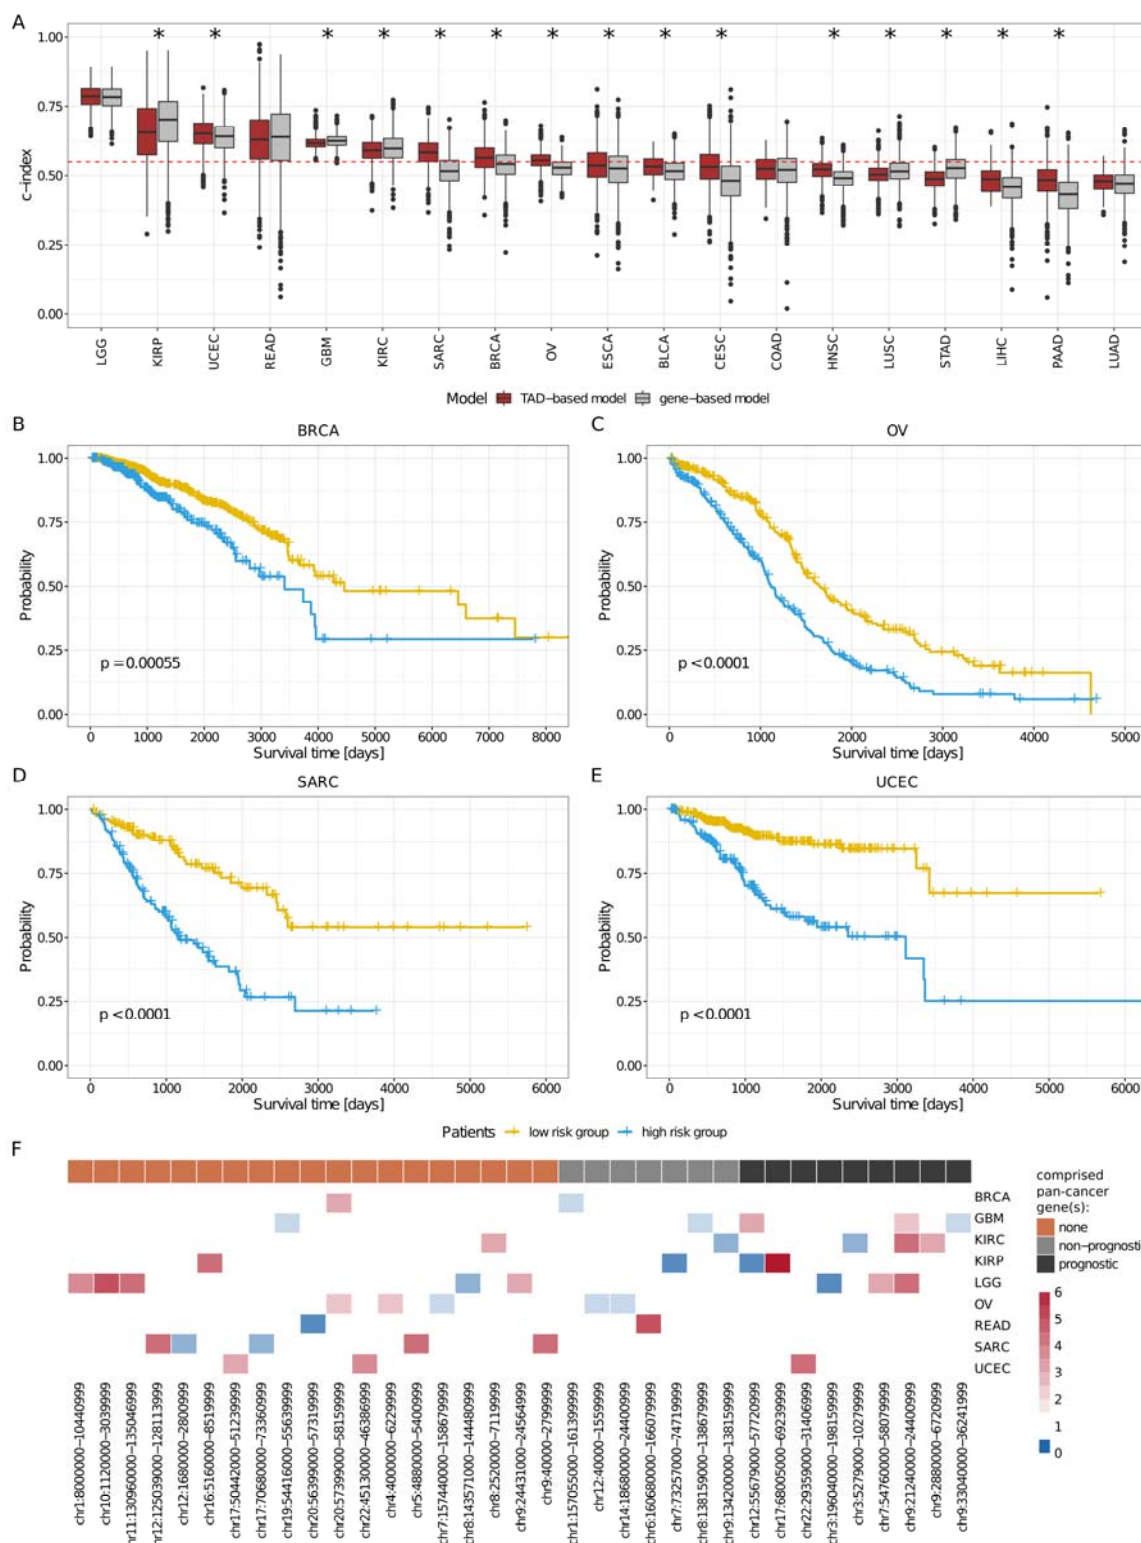 A
* * * * * * * * * * * * * * *
1.00
0.75
0.50
0.25
0.00
c-index
LGG
KIRP
UCEC
READ
GBM
KIRC
SARC
BRCA
OV
ESCA
BLCA
CESC
COAD
HNSC
LUSC
STAD
LIHC
PAAD
LUAD
Model TAD-based model gene-based model
B
BRCA
1.00
0.75
0.50
0.25
0.00
Probability
p=0.00055
0 1000 2000 3000 4000 5000 6000 7000 8000
Survival time [days]
C
OV
1.00
0.75
0.50
0.25
0.00
Probability
p<0.0001
0 1000 2000 3000 4000 5000
Survival time [days]
D
SARC
1.00
0.75
0.50
0.25
0.00
Probability
p<0.0001
0 1000 2000 3000 4000 5000 6000
Survival time [days]
E
UCEC
1.00
0.75
0.50
0.25
0.00
Probability
p<0.0001
0 1000 2000 3000 4000 5000 6000
Survival time [days]
Patients low risk group high risk group
F
BRCA
GBM
KIRC
KIRP
LGG
OV
READ
SARC
UCEC
comprised
pan-cancer
gene(s):
none
non-prognostic
prognostic
6
5
4
3
2
1
0
chr1:8000000-10440999
chr10:1120000-3039999
chr11:130960000-135046999
chr12:125039000-128113999
chr12:1680000-2800999
chr16:5160000-8519999
chr17:50442000-51239999
chr17:70680000-73360999
chr19:54416000-55639999
chr20:56399000-57319999
chr20:57399000-58159999
chr22:45130000-46386999
chr4:4000000-6229999
chr5:4880000-5400999
chr7:157440000-158679999
chr8:143571000-144480999
chr8:2520000-7119999
chr9:24431000-24564999
chr9:40000-2799999
chr1:157055000-161399999
chr12:40000-1559999
chr14:18680000-24400999
chr6:160680000-166079999
chr7:73257000-74719999
chr8:138159000-138679999
chr9:134200000-138159999
chr12:55679000-57720999
chr17:68005000-69239999
chr22:29359000-31406999
chr3:196040000-198159999
chr3:5279000-10279999
chr7:54760000-58079999
chr9:21240000-24400999
chr9:2880000-6720999
chr9:33040000-36241999